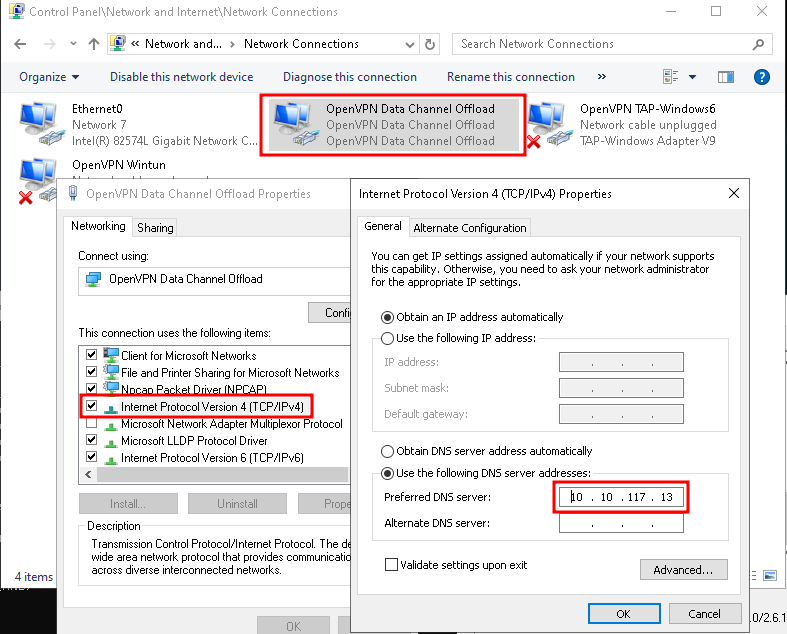 Control Panel\Network and Internet\Network Connections
« Network and... > Network Connections
Search Network Connections
Organize
Disable this network device
Diagnose this connection
Rename this connection
»
Ethernet0
Network 7
Intel(R) 82574L Gigabit Network C...
OpenVPN Data Channel Offload
OpenVPN Data Channel Offload
OpenVPN Data Channel Offload
OpenVPN TAP-Windows6
Network cable unplugged
TAP-Windows Adapter V9
OpenVPN Wintun
OpenVPN Data Channel Offload Properties
Networking
Sharing
Connect using:
OpenVPN Data Channel Offload
Config
This connection uses the following items:
Client for Microsoft Networks
File and Printer Sharing for Microsoft Networks
Npcap Packet Driver (NPCAP)
Internet Protocol Version 4 (TCP/IPv4)
Microsoft Network Adapter Multiplexor Protocol
Microsoft LLDP Protocol Driver
Internet Protocol Version 6 (TCP/IPv6)
Install...
Uninstall
Prope
Description
Transmission Control Protocol/Internet Protocol. The de
wide area network protocol that provides communicatio
across diverse interconnected networks.
OK
4 items
Internet Protocol Version 4 (TCP/IPv4) Properties
General
Alternate Configuration
You can get IP settings assigned automatically if your network supports
this capability. Otherwise, you need to ask your network administrator
for the appropriate IP settings.
Obtain an IP address automatically
Use the following IP address:
IP address:
Subnet mask:
Default gateway:
Obtain DNS server address automatically
Use the following DNS server addresses:
Preferred DNS server:
10 . 10 . 117 . 13
Alternate DNS server:
Validate settings upon exit
Advanced...
OK
Cancel
.0/2.6.1